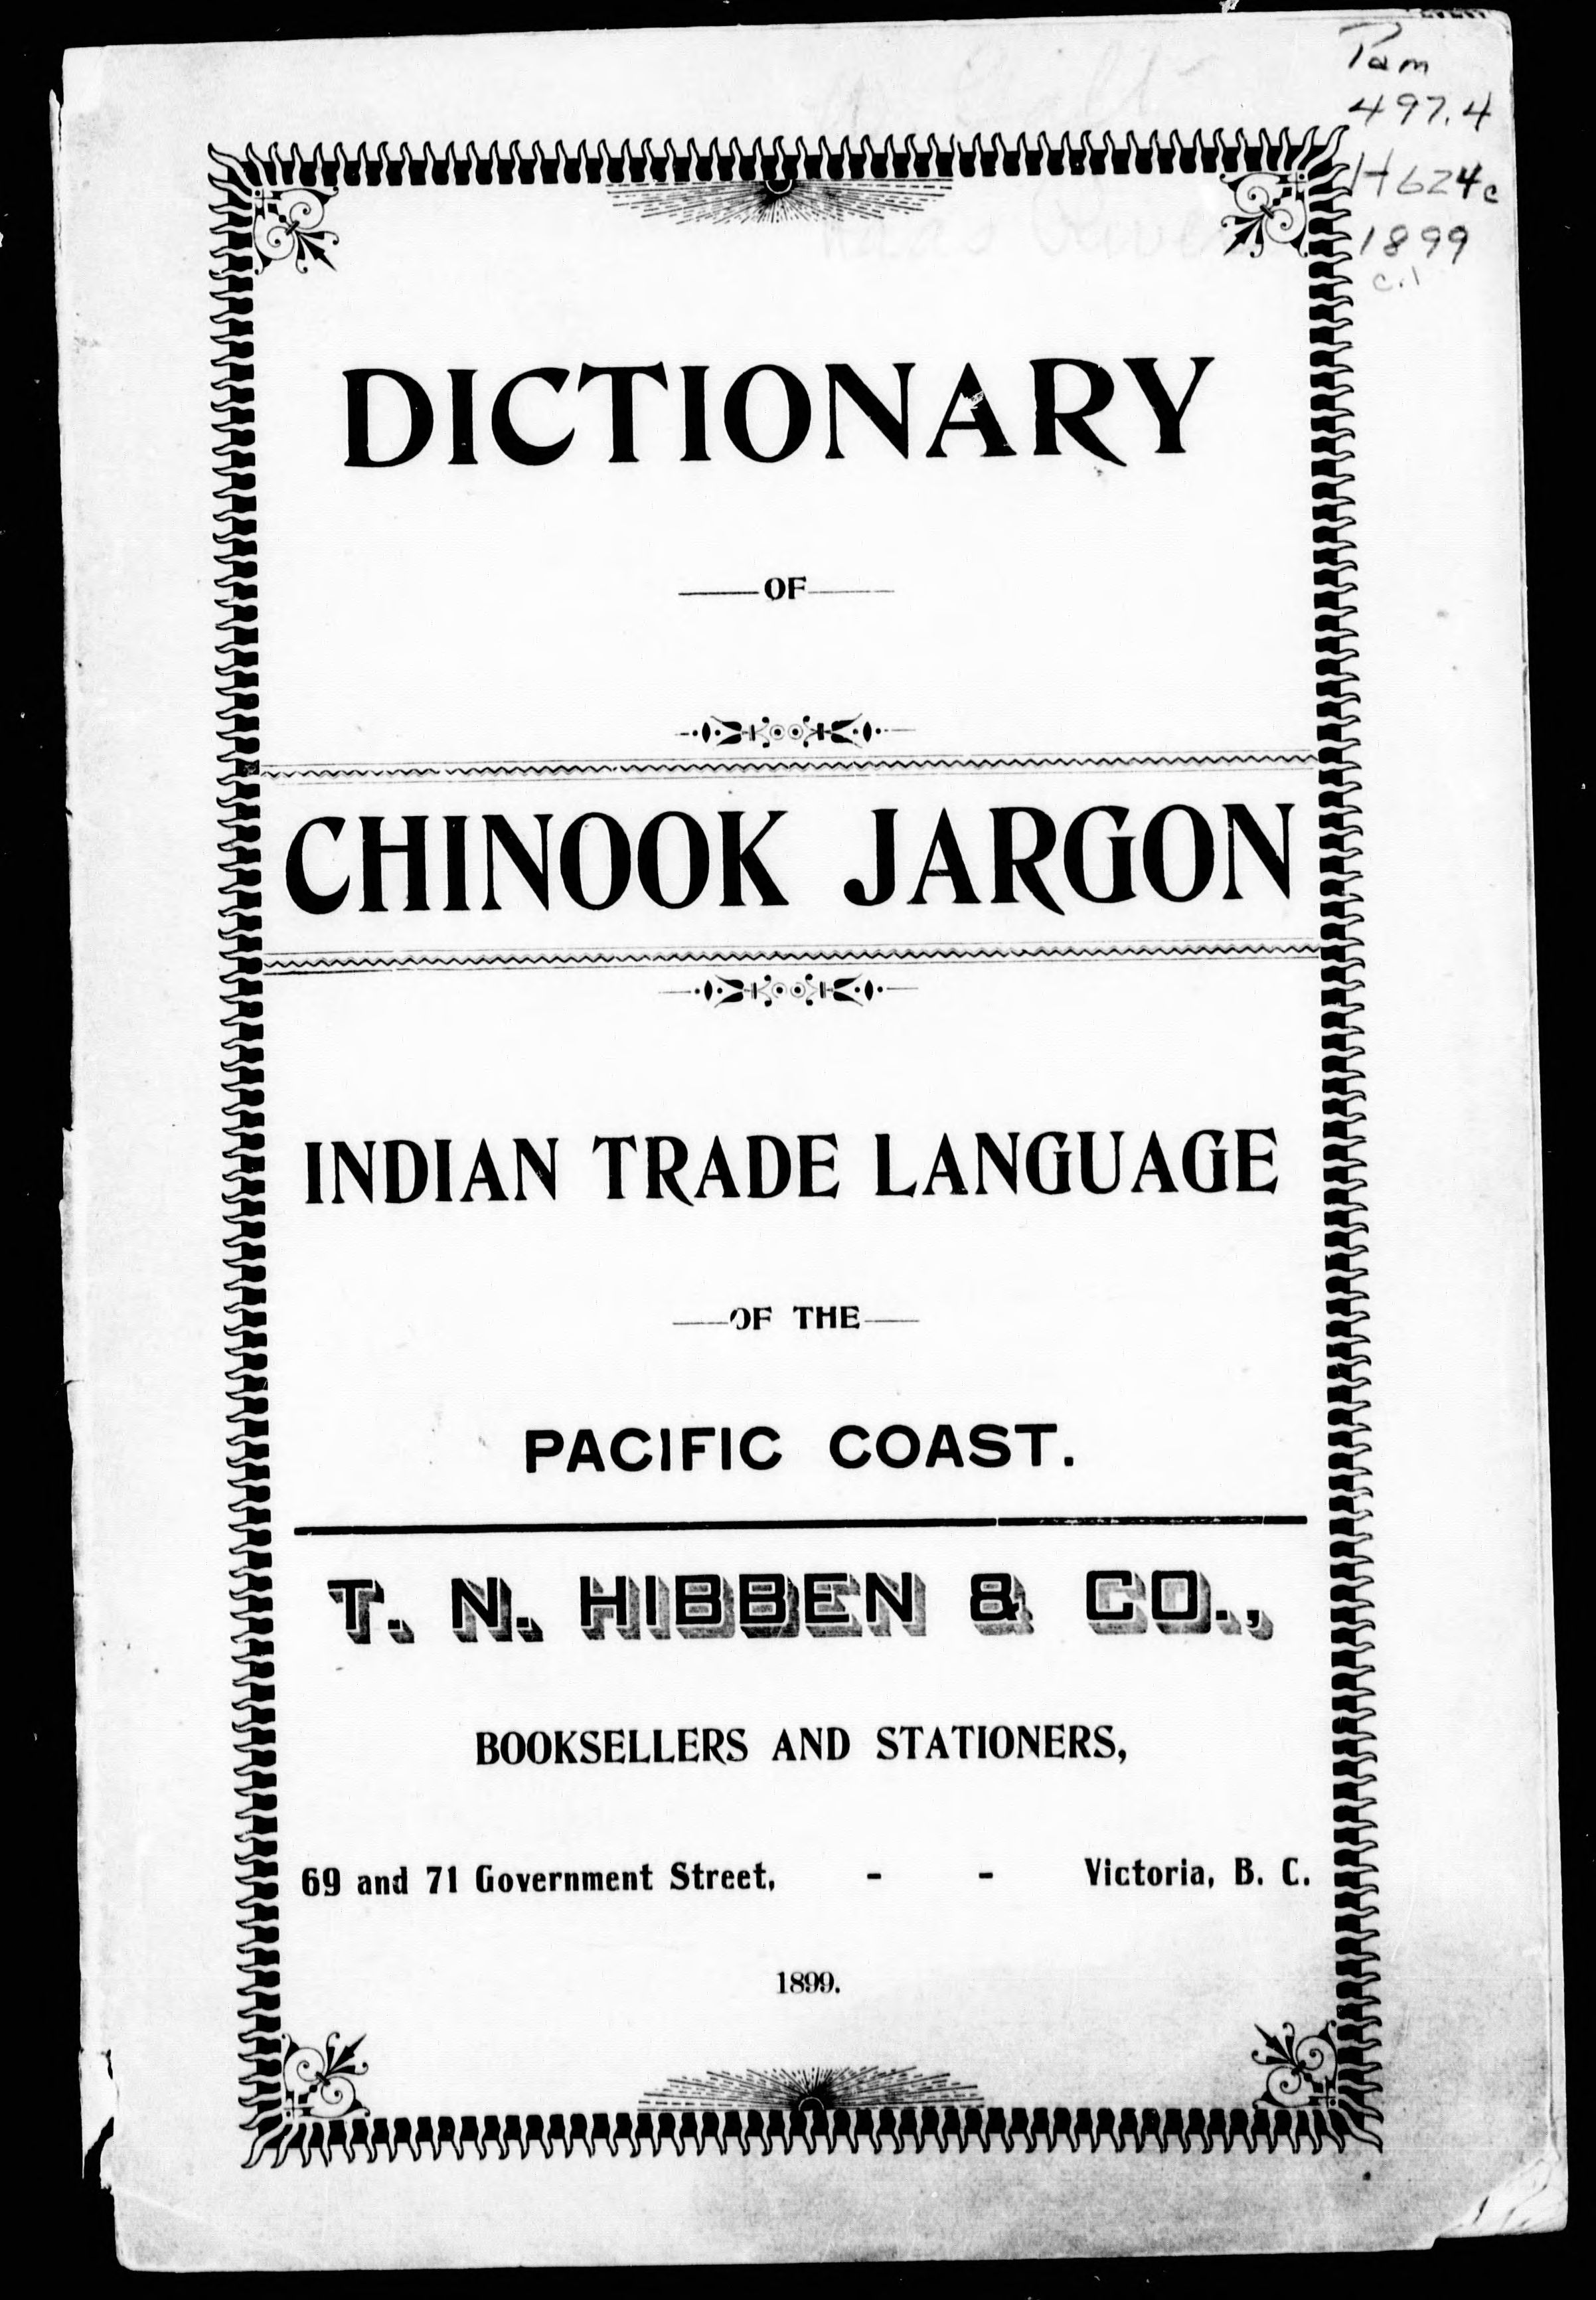 Pam
497.4
H624c
1899
c.1
DICTIONARY
OF
CHINOOK JARGON
INDIAN TRADE LANGUAGE
OF THE
PACIFIC COAST.
T. N. HIBBEN & CO.,
BOOKSELLERS AND STATIONERS,
69 and 71 Government Street, - - Victoria, B. C.
1899.